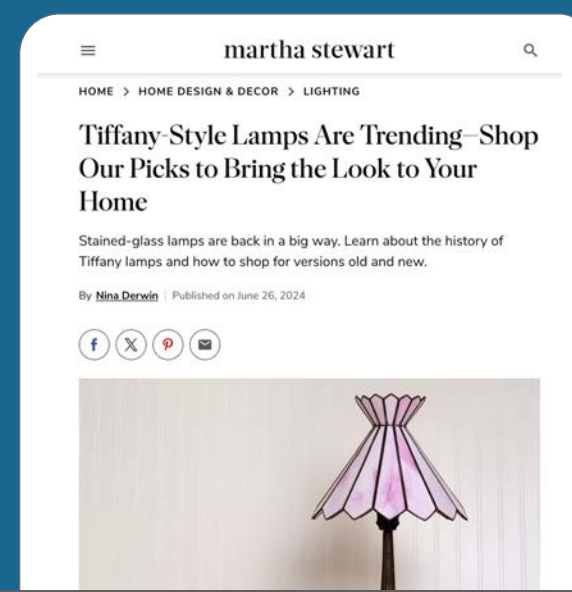 martha stewart
HOME > HOME DESIGN & DECOR > LIGHTING
Tiffany-Style Lamps Are Trending—Shop
Our Picks to Bring the Look to Your
Home
Stained-glass lamps are back in a big way. Learn about the history of
Tiffany lamps and how to shop for versions old and new.
By Nina Derwin | Published on June 26, 2024